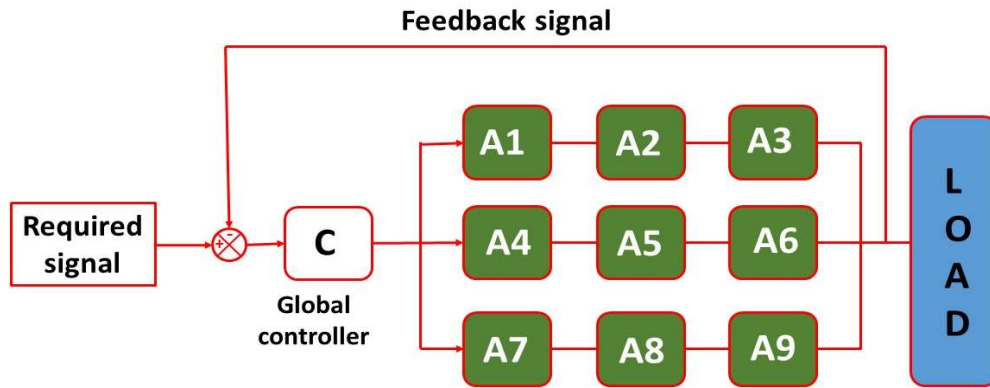 Feedback signal
A1 A2 A3
Required
signal
+
-
C
A4 A5 A6
Global
controller
A7 A8 A9
L
O
A
D